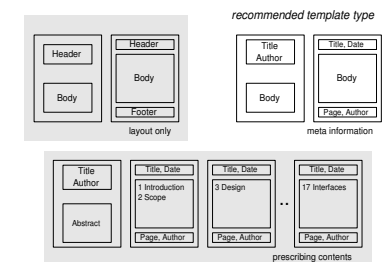 recommended template type
Header
Body
Header
Body
Footer
layout only
Title
Author
Body
Title, Date
Body
Page, Author
meta information
Title
Author
Abstract
Title, Date
1 Introduction
2 Scope
Page, Author
Title, Date
3 Design
Page, Author
..
Title, Date
17 Interfaces
Page, Author
prescribing contents